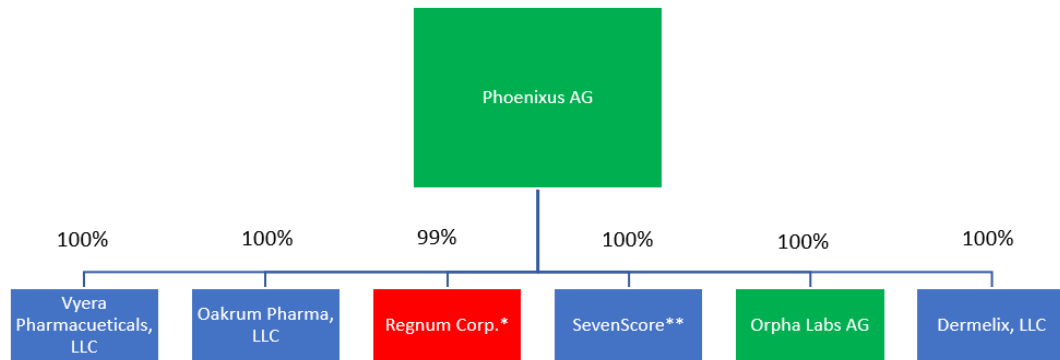 Phoenixus AG
100%
100%
99%
100%
100%
100%
Vyera
Pharmacueticals,
LLC
Oakrum Pharma,
LLC
Regnum Corp.*
SevenScore**
Orpha Labs AG
Dermelix, LLC